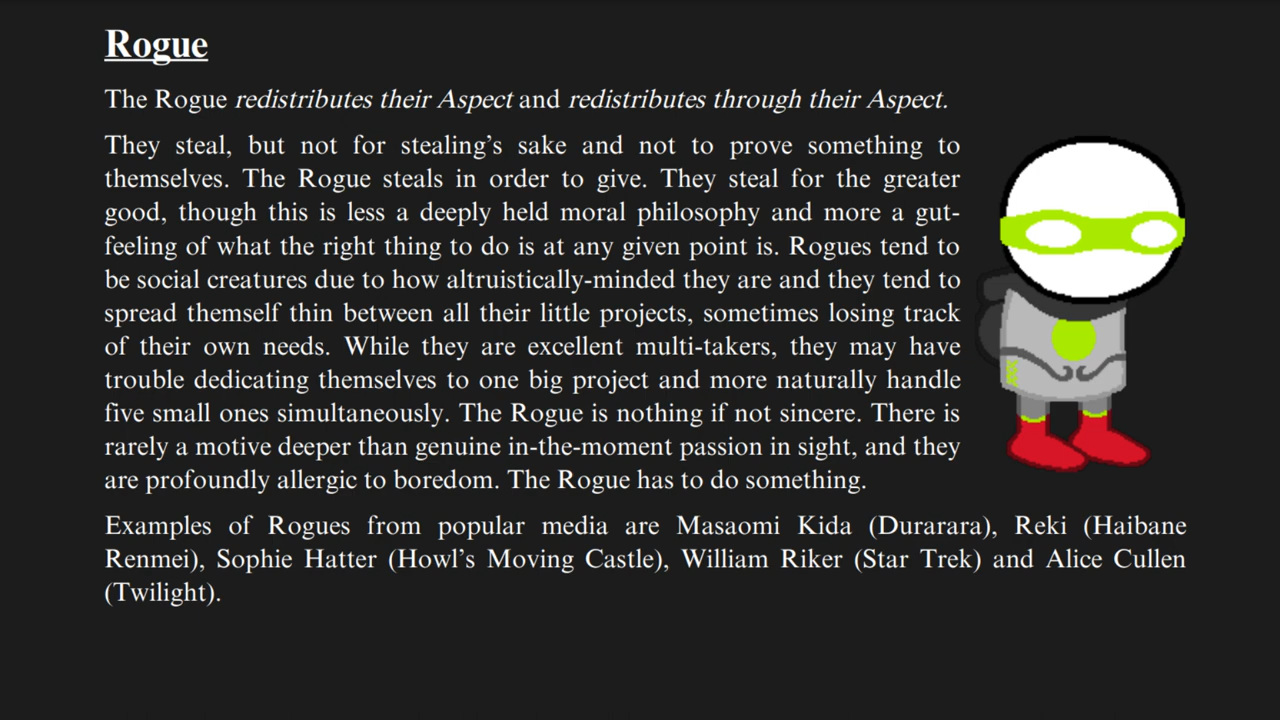 Rogue
The Rogue redistributes their Aspect and redistributes through their Aspect.
They steal, but not for stealing’s sake and not to prove something to
themselves. The Rogue steals in order to give. They steal for the greater
good, though this is less a deeply held moral philosophy and more a gut-
feeling of what the right thing to do is at any given point is. Rogues tend to
be social creatures due to how altruistically-minded they are and they tend to
spread themself thin between all their little projects, sometimes losing track
of their own needs. While they are excellent multi-takers, they may have
trouble dedicating themselves to one big project and more naturally handle
five small ones simultaneously. The Rogue is nothing if not sincere. There is
rarely a motive deeper than genuine in-the-moment passion in sight, and they
are profoundly allergic to boredom. The Rogue has to do something.
Examples of Rogues from popular media are Masaomi Kida (Durarara), Reki (Haibane
Renmei), Sophie Hatter (Howl’s Moving Castle), William Riker (Star Trek) and Alice Cullen
(Twilight).